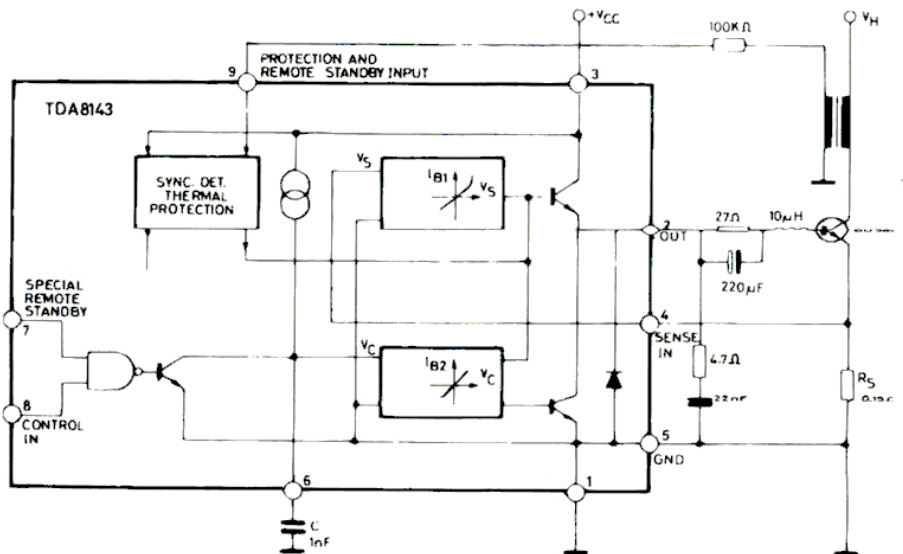 +VCC
VH
100KΩ
PROTECTION AND
REMOTE STANDBY INPUT
9
3
TDA8143
SYNC. DET.
THERMAL
PROTECTION
VS
IB1
VS
2
OUT
27Ω
10µH
220µF
SPECIAL
REMOTE
STANDBY
7
4
SENSE
IN
VC
IB2
VC
4.7Ω
RS
8
CONTROL
IN
22nF
5
GND
6
1
C
1nF